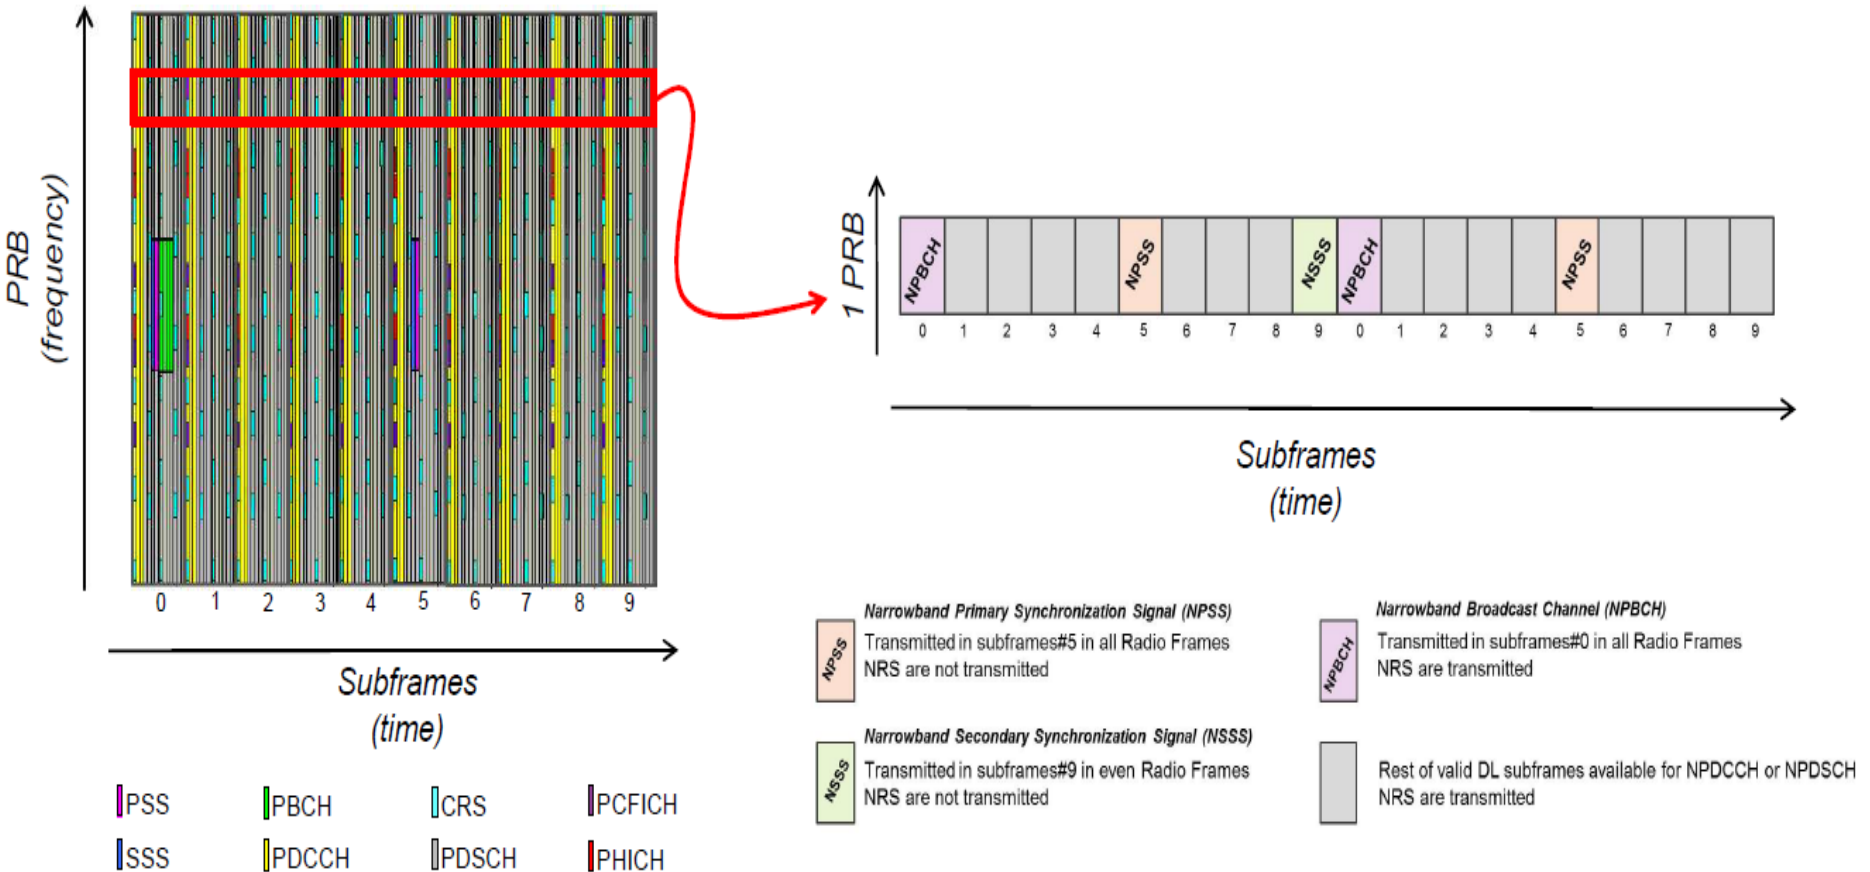 PRB
(frequency)
0 1 2 3 4 5 6 7 8 9
Subframes
(time)
PSS PBCH CRS PCFICH
SSS PDCCH PDSCH PHICH
1 PRB
NPBCH NPSS NSSS NPBCH NPSS
0 1 2 3 4 5 6 7 8 9 0 1 2 3 4 5 6 7 8 9
Subframes
(time)
NPSS
Narrowband Primary Synchronization Signal (NPSS)
Transmitted in subframes#5 in all Radio Frames
NRS are not transmitted
NPBCH
Narrowband Broadcast Channel (NPBCH)
Transmitted in subframes#0 in all Radio Frames
NRS are transmitted
NSSS
Narrowband Secondary Synchronization Signal (NSSS)
Transmitted in subframes#9 in even Radio Frames
NRS are not transmitted
Rest of valid DL subframes available for NPDCCH or NPDSCH
NRS are transmitted